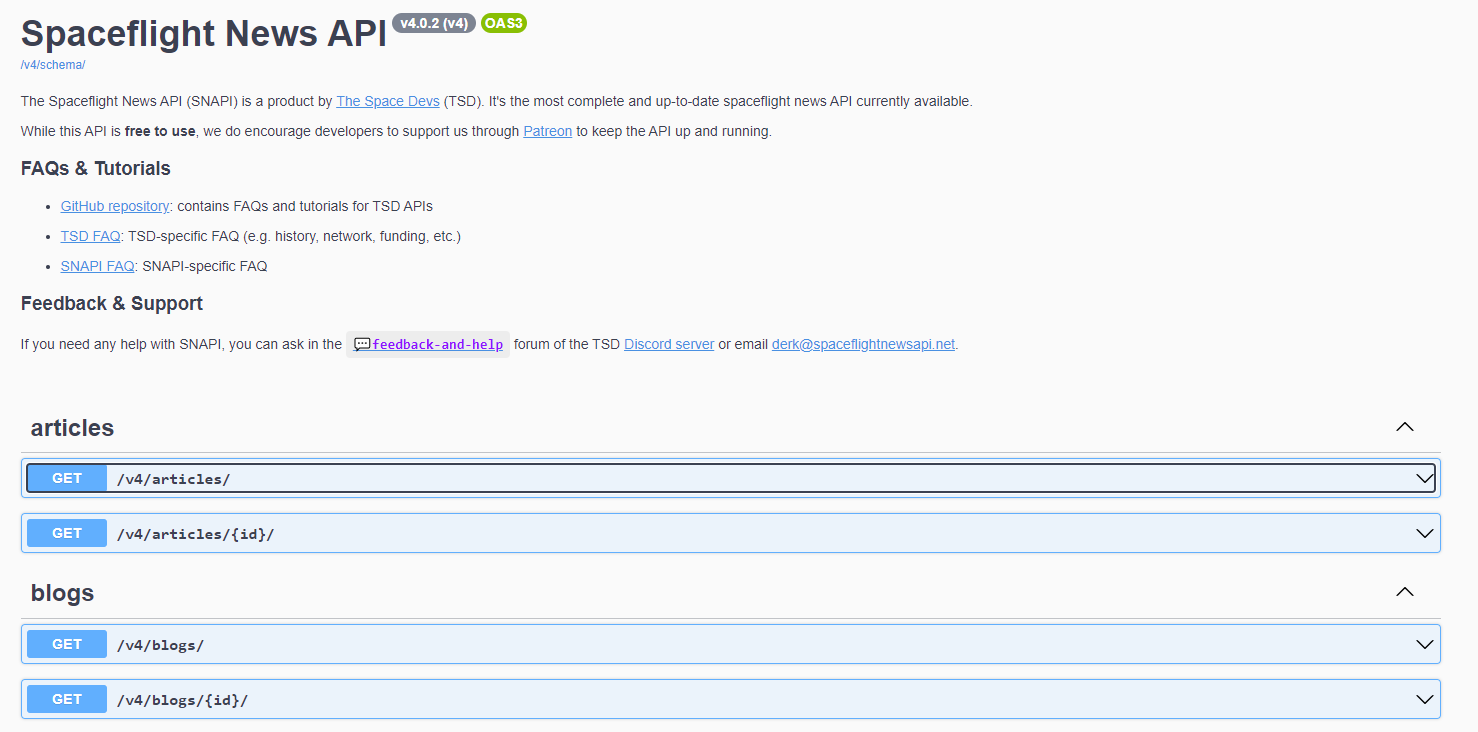 Spaceflight News API v4.0.2 (v4) OAS3
/v4/schema/
The Spaceflight News API (SNAPI) is a product by The Space Devs (TSD). It's the most complete and up-to-date spaceflight news API currently available.
While this API is free to use, we do encourage developers to support us through Patreon to keep the API up and running.
FAQs & Tutorials
• GitHub repository: contains FAQs and tutorials for TSD APIs
• TSD FAQ: TSD-specific FAQ (e.g. history, network, funding, etc.)
• SNAPI FAQ: SNAPI-specific FAQ
Feedback & Support
If you need any help with SNAPI, you can ask in the 💬feedback-and-help forum of the TSD Discord server or email derk@spaceflightnewsapi.net.
articles
GET /v4/articles/
GET /v4/articles/{id}/
blogs
GET /v4/blogs/
GET /v4/blogs/{id}/